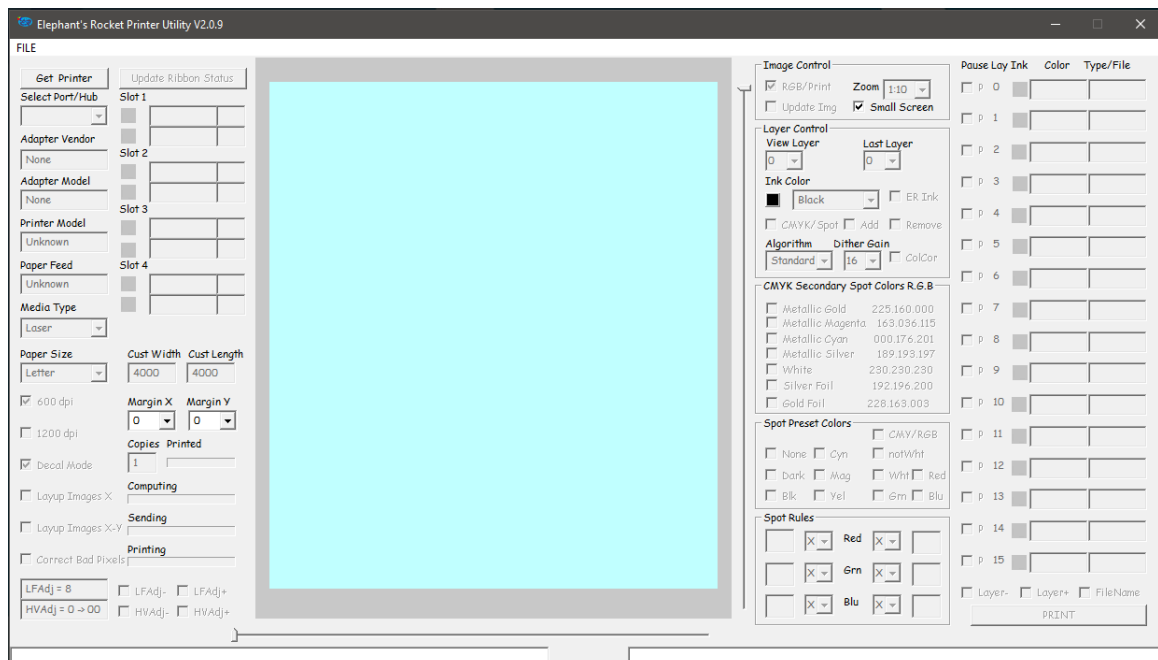 Elephant's Rocket Printer Utility V2.0.9
FILE
Get Printer
Update Ribbon Status
Select Port/Hub
Slot 1
Adapter Vendor
None
Slot 2
Adapter Model
None
Slot 3
Printer Model
Unknown
Paper Feed
Slot 4
Unknown
Media Type
Laser
Paper Size
Cust Width Cust Length
Letter
4000
4000
600 dpi
Margin X Margin Y
0
0
1200 dpi
Copies Printed
1
Decal Mode
Computing
Layup Images X
Sending
Layup Images X-Y
Printing
Correct Bad Pixels
LFAdj = 8
LFAdj- LFAdj+
HVAdj = 0 -> 00
HVAdj- HVAdj+
Image Control
RGB/Print Zoom 1:10
Update Img Small Screen
Layer Control
View Layer Last Layer
0 0
Ink Color
Black ER Ink
CMYK/Spot Add Remove
Algorithm Dither Gain
Standard 16 ColCor
CMYK Secondary Spot Colors R.G.B
Metallic Gold 225.160.000
Metallic Magenta 163.036.115
Metallic Cyan 000.176.201
Metallic Silver 189.193.197
White 230.230.230
Silver Foil 192.196.200
Gold Foil 228.163.003
Spot Preset Colors
CMY/RGB
None Cyn notWht
Dark Mag Wht Red
Blk Yel Grn Blu
Spot Rules
X Red X
X Grn X
X Blu X
Pause Lay Ink Color Type/File
P 0
P 1
P 2
P 3
P 4
P 5
P 6
P 7
P 8
P 9
P 10
P 11
P 12
P 13
P 14
P 15
Layer- Layer+ FileName
PRINT